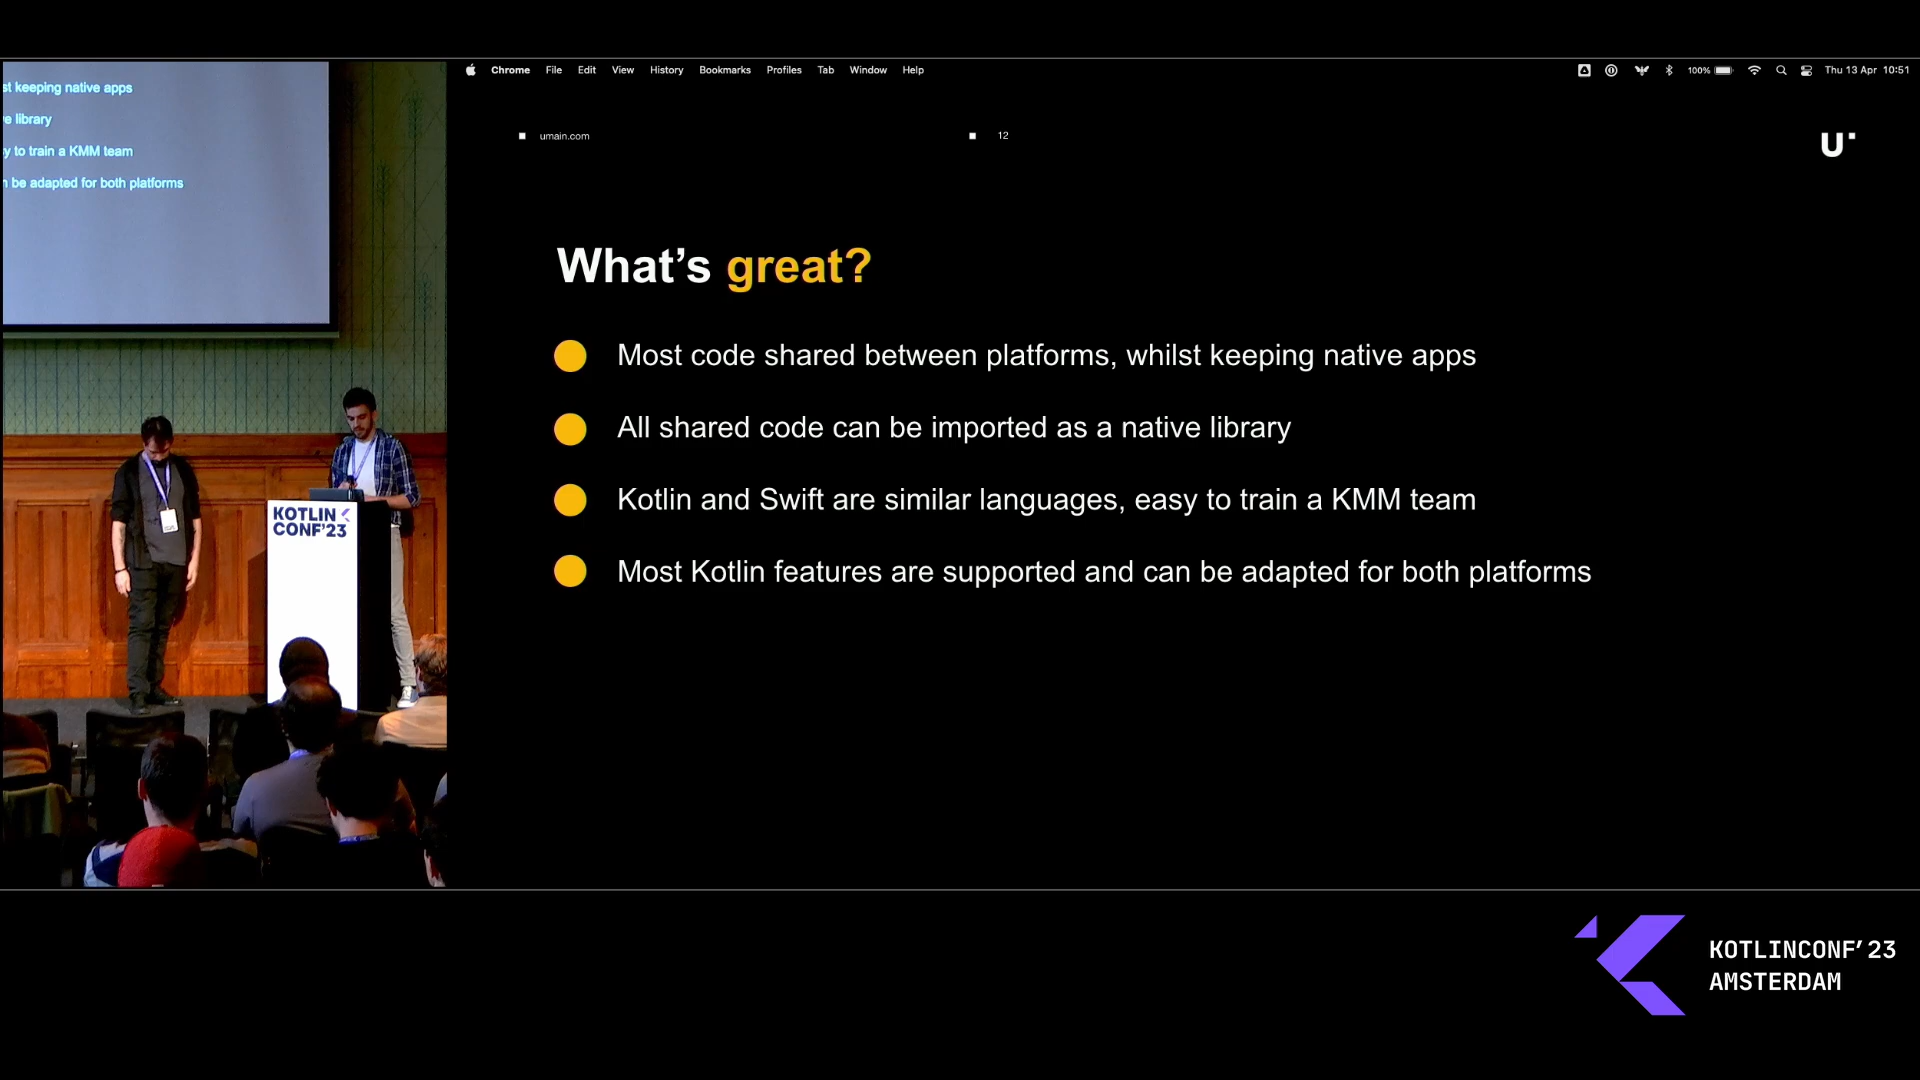 st keeping native apps
e library
y to train a KMM team
n be adapted for both platforms
KOTLIN
CONF'23
Chrome File Edit View History Bookmarks Profiles Tab Window Help
100% Thu 13 Apr 10:51
umain.com
12
U
What's great?
Most code shared between platforms, whilst keeping native apps
All shared code can be imported as a native library
Kotlin and Swift are similar languages, easy to train a KMM team
Most Kotlin features are supported and can be adapted for both platforms
KOTLINCONF'23
AMSTERDAM